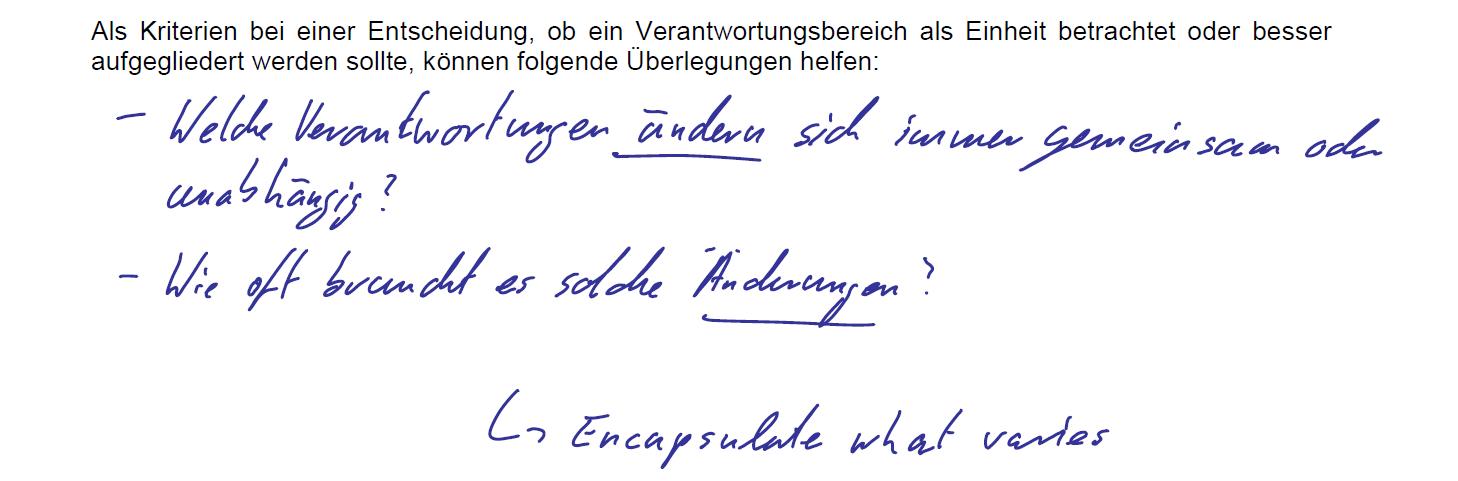 Als Kriterien bei einer Entscheidung, ob ein Verantwortungsbereich als Einheit betrachtet oder besser
aufgegliedert werden sollte, können folgende Überlegungen helfen:
- Welche Verantwortungen ändern sich immer gemeinsam oder
unabhängig?
- Wie oft braucht es solche Änderungen?
↳ Encapsulate what varies